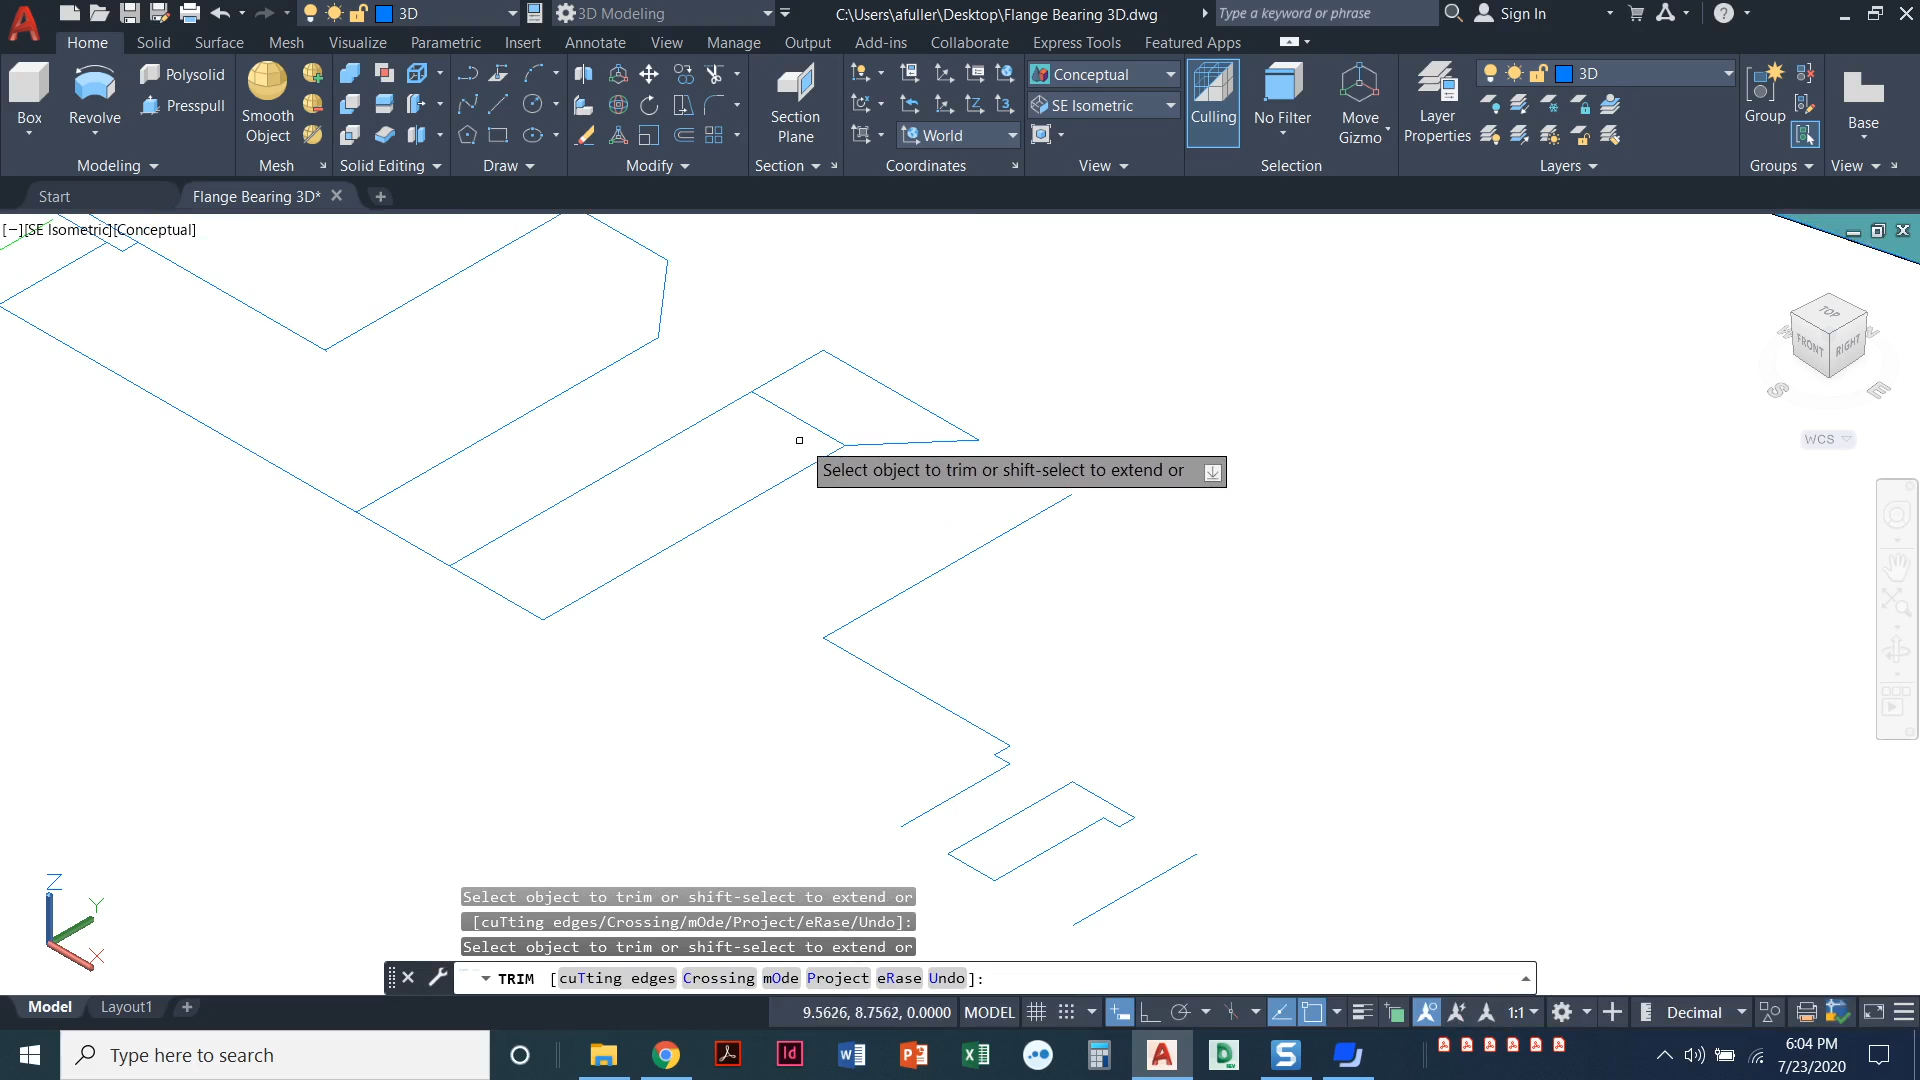 3D
3D Modeling
C:\Users\afuller\Desktop\Flange Bearing 3D.dwg
Type a keyword or phrase
Sign In
Home Solid Surface Mesh Visualize Parametric Insert Annotate View Manage Output Add-ins Collaborate Express Tools Featured Apps
Box
Revolve
Polysolid
Presspull
Modeling
Smooth
Object
Mesh
Solid Editing
Draw
Modify
Section
Plane
Section
World
Coordinates
Conceptual
SE Isometric
View
Culling
No Filter
Move
Gizmo
Selection
Layer
Properties
3D
Layers
Group
Groups
Base
View
Start
Flange Bearing 3D*
[−][SE Isometric][Conceptual]
TOP
FRONT
RIGHT
W
N
S
E
WCS
Select object to trim or shift-select to extend or
Z
Y
X
Select object to trim or shift-select to extend or
[cuTting edges/Crossing/mOde/Project/eRase/Undo]:
Select object to trim or shift-select to extend or
TRIM [cuTting edges Crossing mOde Project eRase Undo]:
Model
Layout1
9.5626, 8.7562, 0.0000
MODEL
1:1
Decimal
Type here to search
6:04 PM
7/23/2020